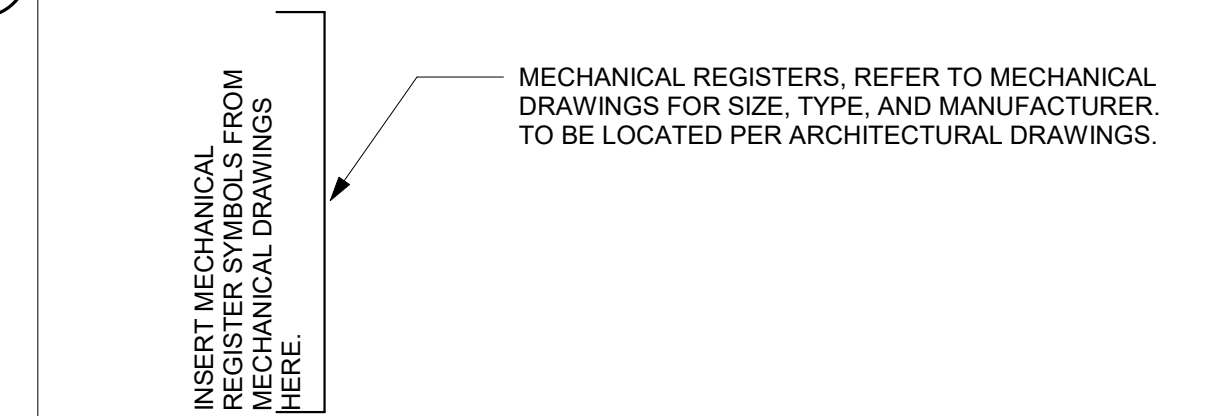 INSERT MECHANICAL
REGISTER SYMBOLS FROM
MECHANICAL DRAWINGS
HERE.
MECHANICAL REGISTERS, REFER TO MECHANICAL
DRAWINGS FOR SIZE, TYPE, AND MANUFACTURER.
TO BE LOCATED PER ARCHITECTURAL DRAWINGS.